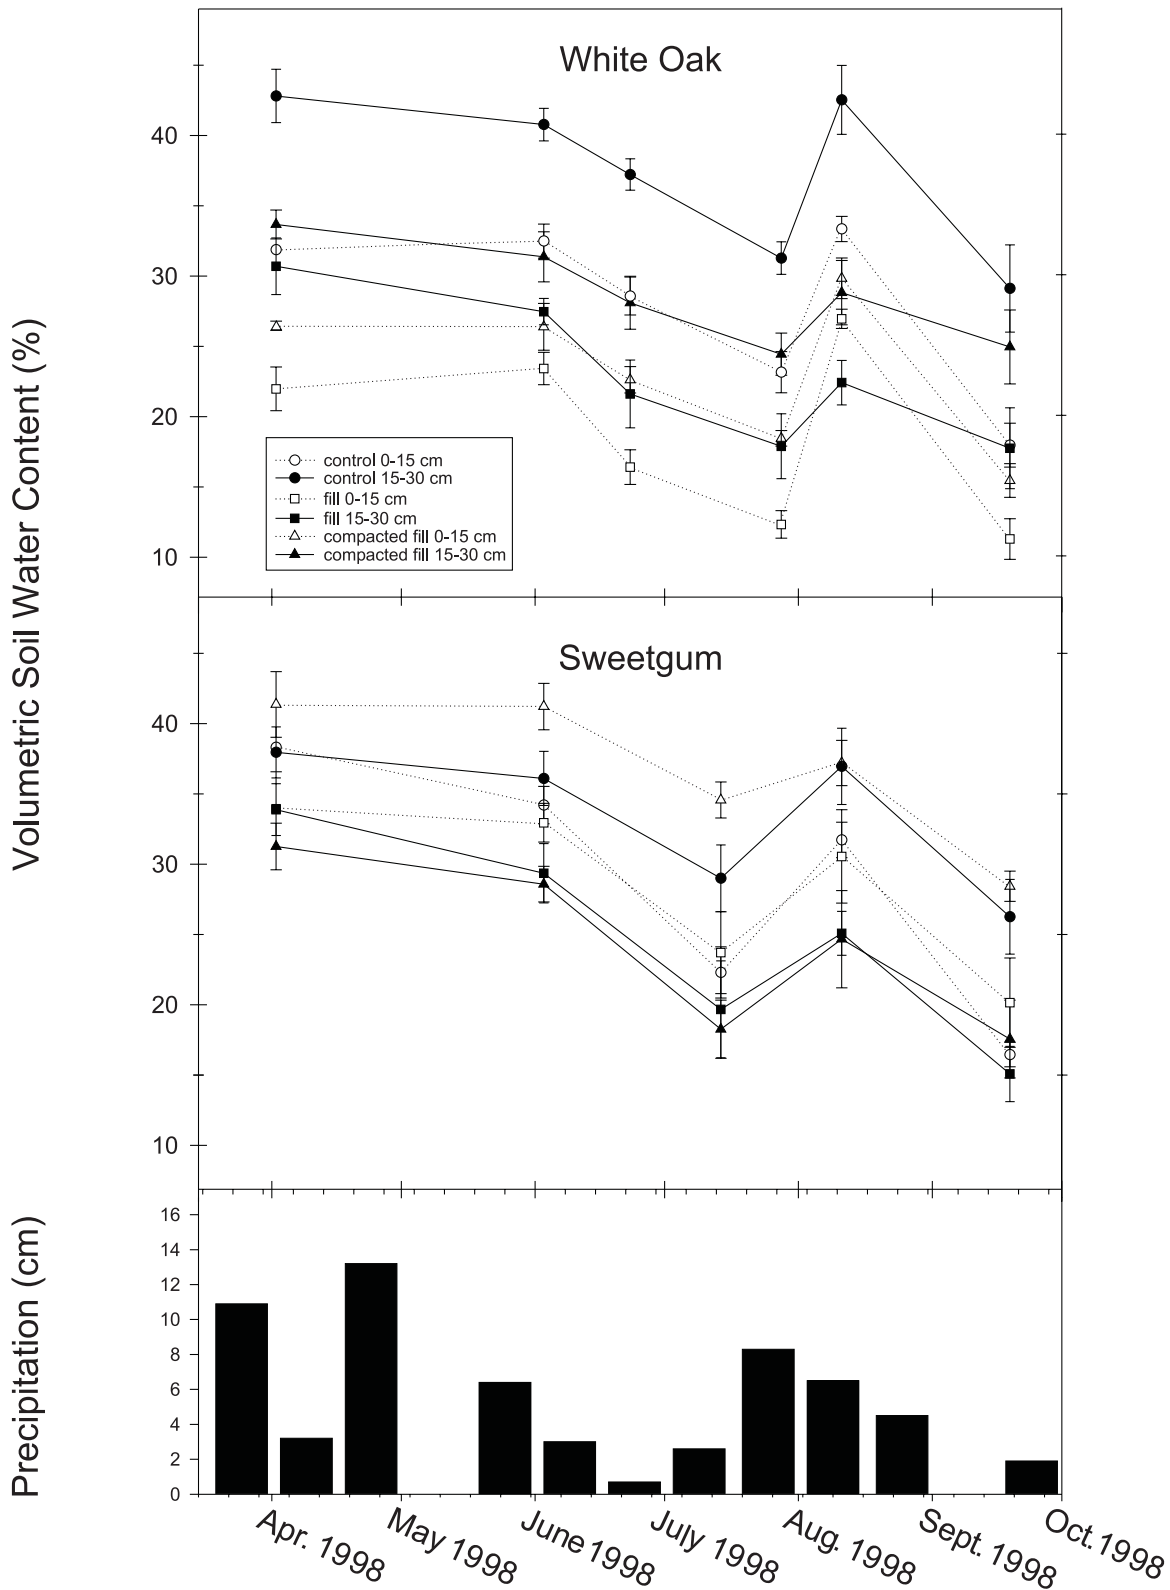 White Oak
Volumetric Soil Water Content (%)
40
30
20
10
control 0-15 cm
control 15-30 cm
fill 0-15 cm
fill 15-30 cm
compacted fill 0-15 cm
compacted fill 15-30 cm
Sweetgum
40
30
20
10
Precipitation (cm)
16
14
12
10
8
6
4
2
0
Apr. 1998
May 1998
June 1998
July 1998
Aug. 1998
Sept. 1998
Oct. 1998